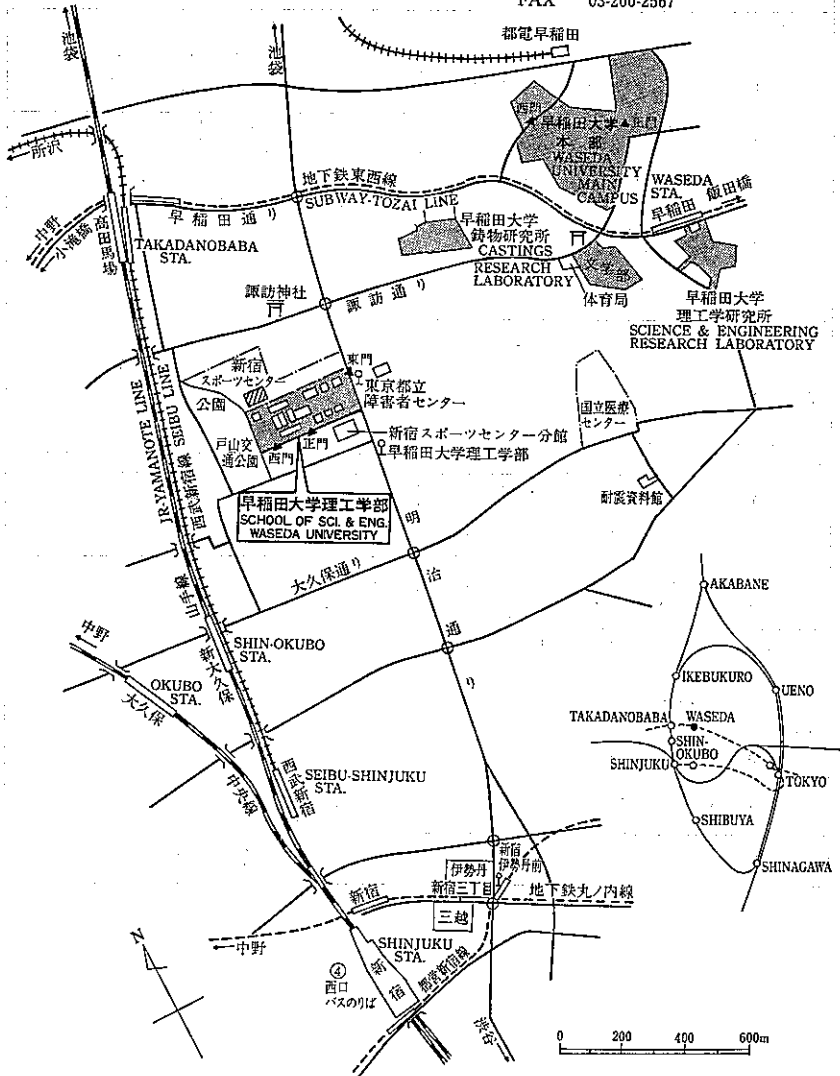 FAX 03-200-2567
都電早稲田
池袋
池袋
西門
早稲田大学
正門
本部
WASEDA
UNIVERSITY
MAIN
CAMPUS
所沢
地下鉄東西線
SUBWAY-TOZAI LINE
WASEDA
STA.
飯田橋
早稲田
中野
小滝橋
高田馬場
早稲田通り
TAKADANOBABA
STA.
早稲田大学
鋳物研究所
CASTINGS
RESEARCH
LABORATORY
文学部
体育局
早稲田大学
理工学研究所
SCIENCE & ENGINEERING
RESEARCH LABORATORY
諏訪神社
諏訪通り
新宿
スポーツセンター
公園
東門
東京都立
障害者センター
国立医療
センター
戸山交
通公園
西門
正門
新宿スポーツセンター分館
早稲田大学理工学部
早稲田大学理工学部
SCHOOL OF SCI. & ENG.
WASEDA UNIVERSITY
耐震資料館
JR-YAMANOTE LINE
山手線
西武新宿線 SEIBU LINE
大久保通り
明治通り
中野
SHIN-OKUBO
STA.
新大久保
OKUBO
STA.
大久保
中央線
西武新宿
SEIBU-SHINJUKU
STA.
伊勢丹
新宿
伊勢丹前
新宿三丁目
地下鉄丸ノ内線
三越
新宿
中野
SHINJUKU
STA.
新宿
都営新宿線
④
西口
バスのりば
渋谷
N
AKABANE
IKEBUKURO
UENO
TAKADANOBABA
WASEDA
SHIN-
OKUBO
SHINJUKU
TOKYO
SHIBUYA
SHINAGAWA
0 200 400 600m